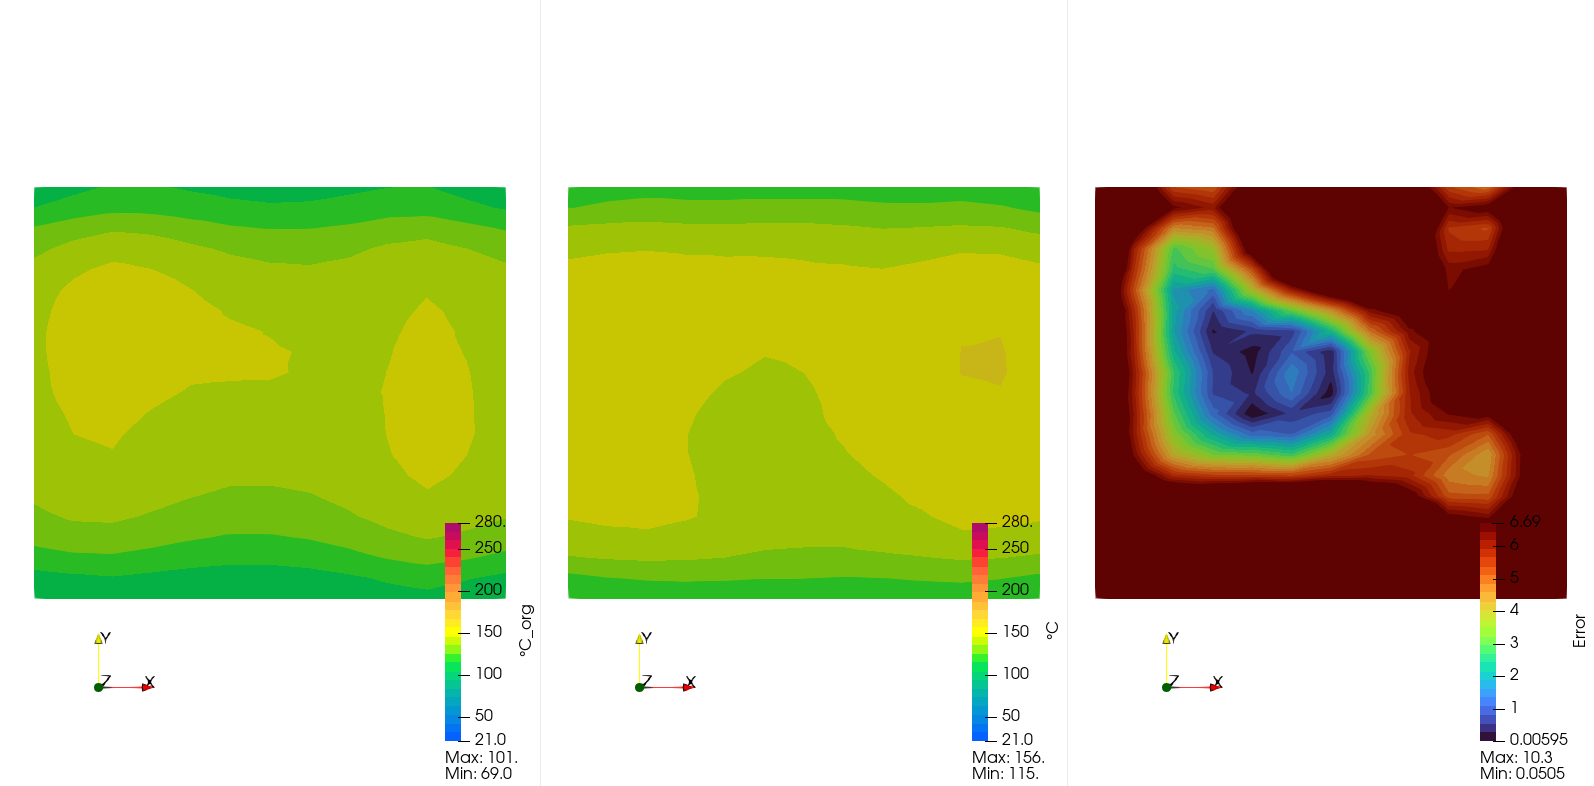 280.
250
200
150
100
50
21.0
°C_org
Max: 101.
Min: 69.0
Y
Z
X
280.
250
200
150
100
50
21.0
°C
Max: 156.
Min: 115.
Y
Z
X
6.69
6
5
4
3
2
1
0.00595
Error
Max: 10.3
Min: 0.0505
Y
Z
X